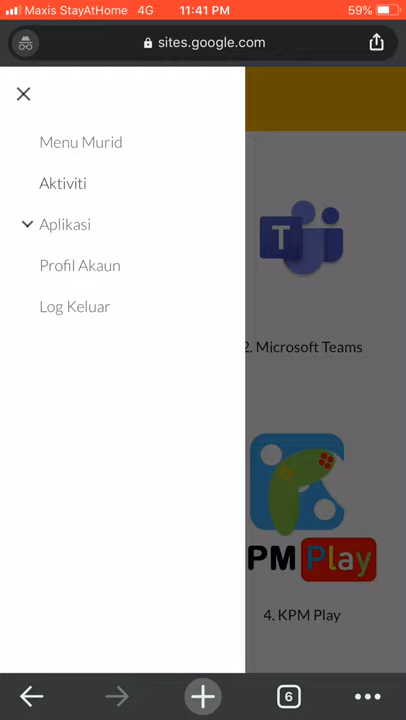 Maxis StayAtHome 4G 11:41 PM 59%
sites.google.com
Menu Murid
Aktiviti
Aplikasi
Profil Akaun
Log Keluar
T
2. Microsoft Teams
PM Play
4. KPM Play
6